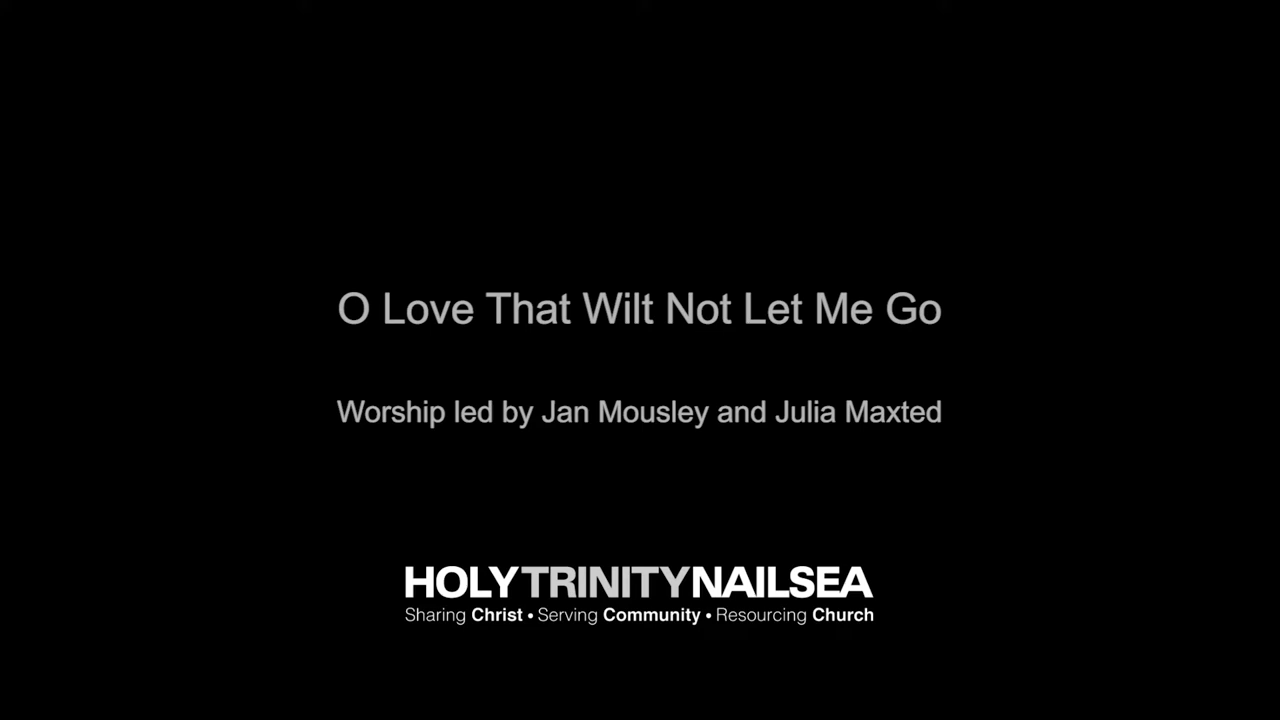 O Love That Wilt Not Let Me Go
Worship led by Jan Mousley and Julia Maxted
HOLYTRINITYNAILSEA
Sharing Christ • Serving Community • Resourcing Church